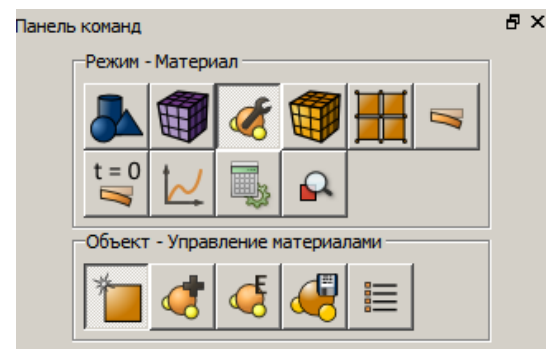 Панель команд
Режим - Материал
t = 0
Объект - Управление материалами
E